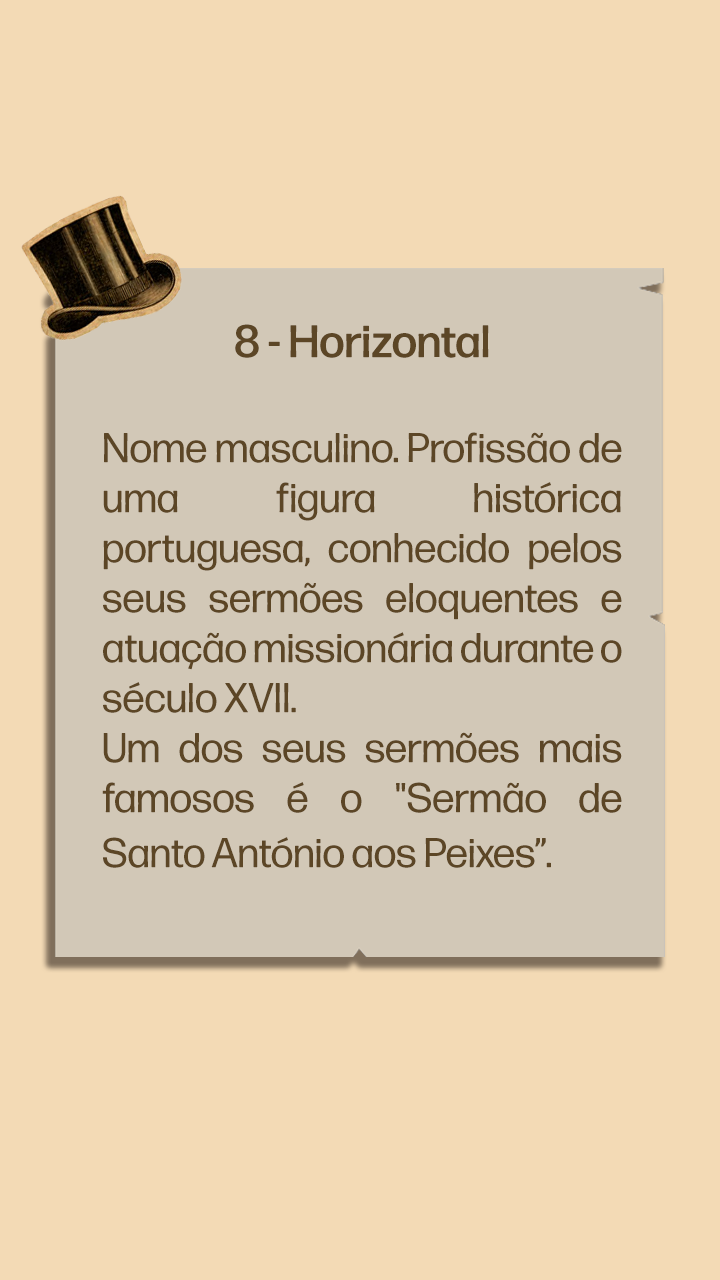 8 - Horizontal
Nome masculino. Profissão de
uma figura histórica
portuguesa, conhecido pelos
seus sermões eloquentes e
atuação missionária durante o
século XVII.
Um dos seus sermões mais
famosos é o "Sermão de
Santo António aos Peixes”.